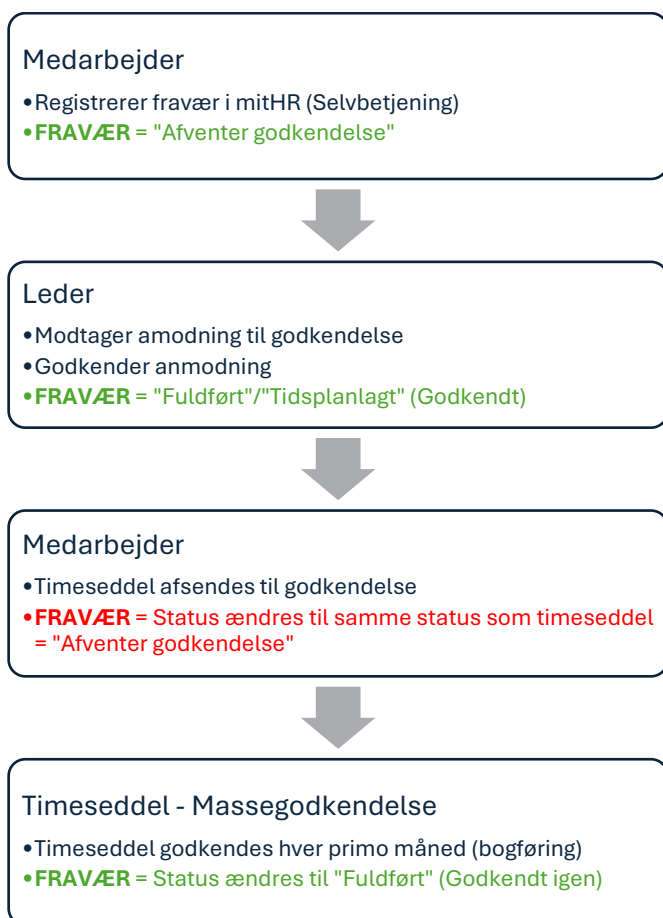 Medarbejder
•Registrerer fravær i mitHR (Selvbetjening)
•FRAVÆR = "Afventer godkendelse"
Leder
•Modtager amodning til godkendelse
•Godkender anmodning
•FRAVÆR = "Fuldført"/"Tidsplanlagt" (Godkendt)
Medarbejder
•Timeseddel afsendes til godkendelse
•FRAVÆR = Status ændres til samme status som timeseddel
= "Afventer godkendelse"
Timeseddel - Massegodkendelse
•Timeseddel godkendes hver primo måned (bogføring)
•FRAVÆR = Status ændres til "Fuldført" (Godkendt igen)